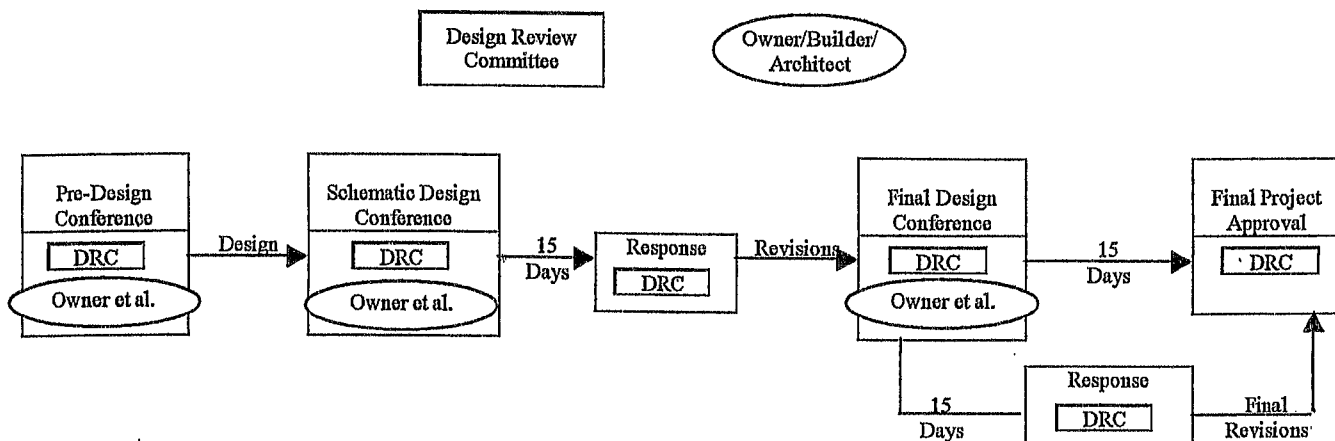 Design Review
Committee
Owner/Builder/
Architect
Pre-Design
Conference
DRC
Owner et al.
Design
Schematic Design
Conference
DRC
Owner et al.
15
Days
Response
DRC
Revisions
Final Design
Conference
DRC
Owner et al.
15
Days
Final Project
Approval
DRC
15
Days
Response
DRC
Final
Revisions